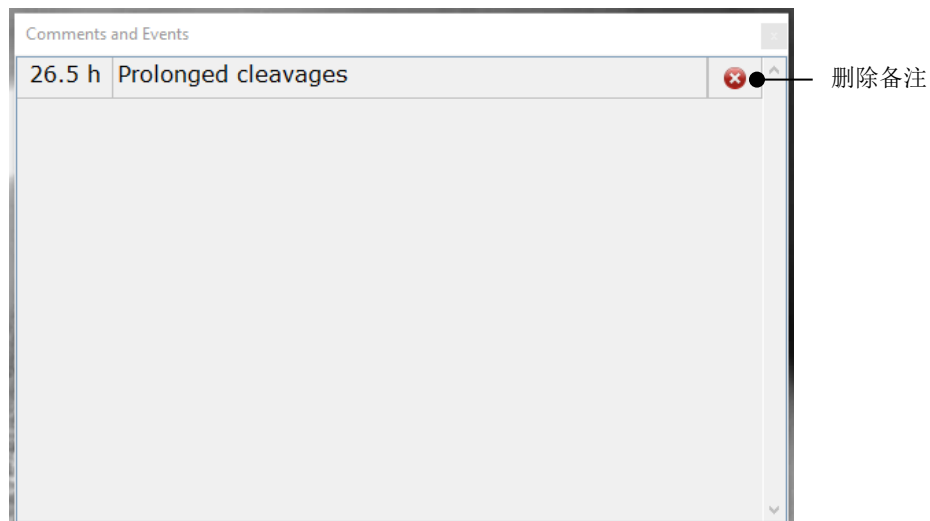 Comments and Events
26.5 h Prolonged cleavages
删除备注